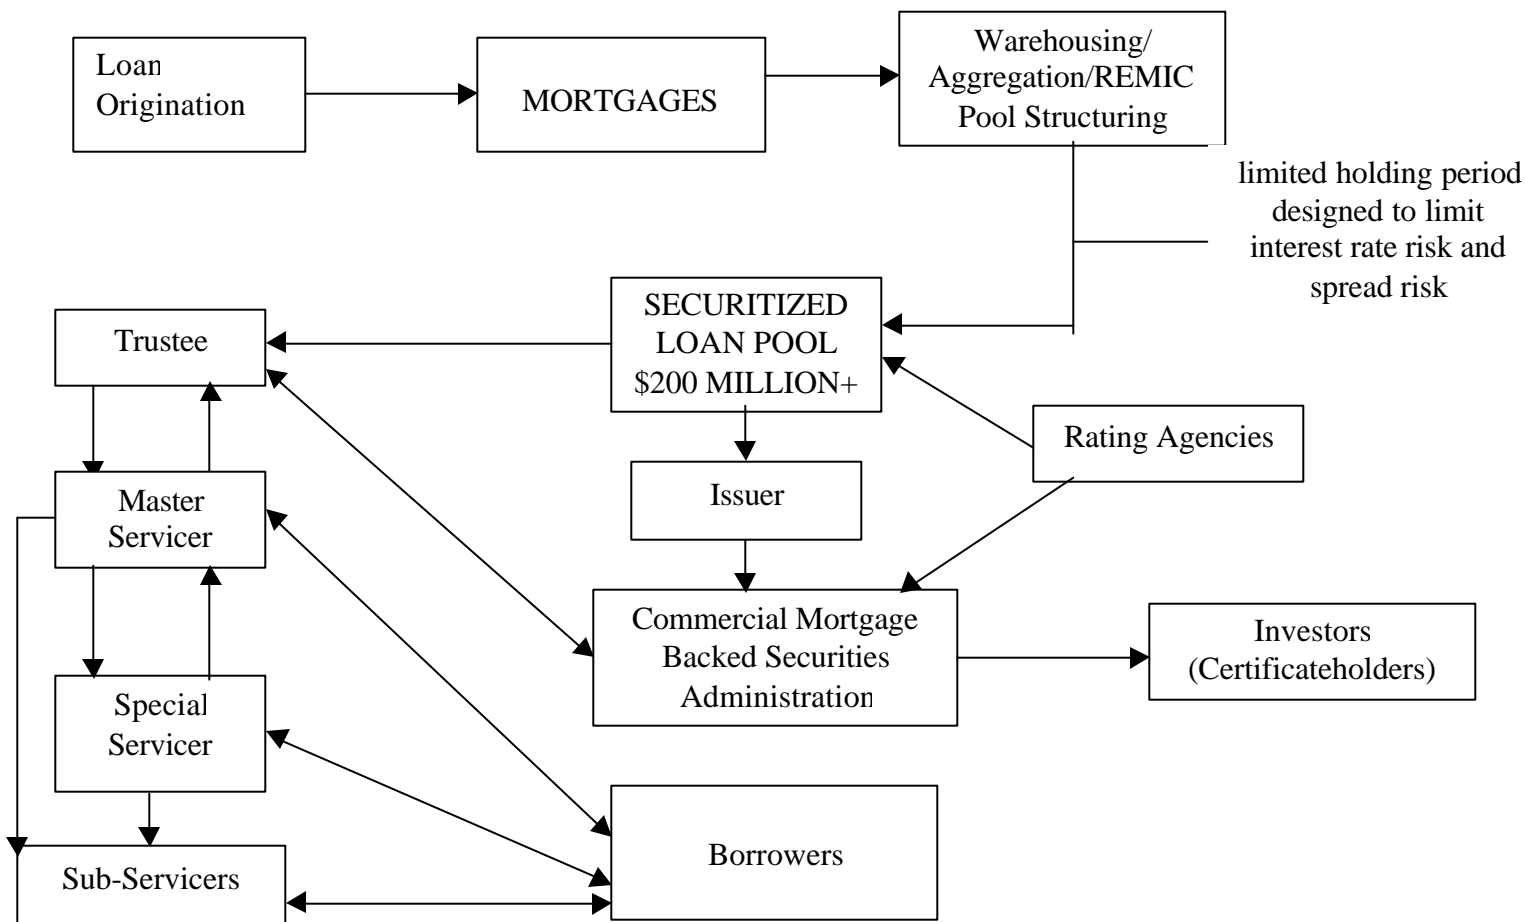 Loan
Origination
MORTGAGES
Warehousing/
Aggregation/REMIC
Pool Structuring
limited holding period
designed to limit
interest rate risk and
spread risk
SECURITIZED
LOAN POOL
$200 MILLION+
Trustee
Rating Agencies
Issuer
Master
Servicer
Commercial Mortgage
Backed Securities
Administration
Investors
(Certificateholders)
Special
Servicer
Borrowers
Sub-Servicers